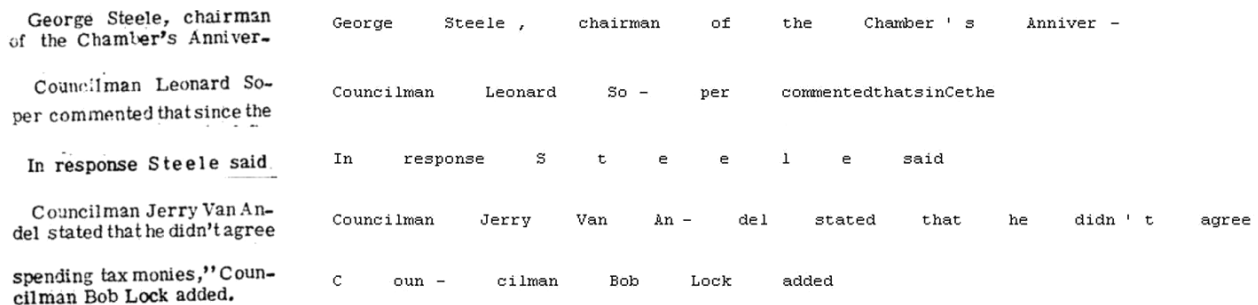 George Steele, chairman
of the Chamber's Anniver-
George Steele , chairman of the Chamber ' s Anniver -
Councilman Leonard So-
per commented that since the
Councilman Leonard So - per commentedthatsinCethe
In response Steele said
In response S t e e l e said
Councilman Jerry Van An-
del stated that he didn't agree
Councilman Jerry Van An - del stated that he didn ' t agree
spending tax monies," Coun-
cilman Bob Lock added.
C oun - cilman Bob Lock added